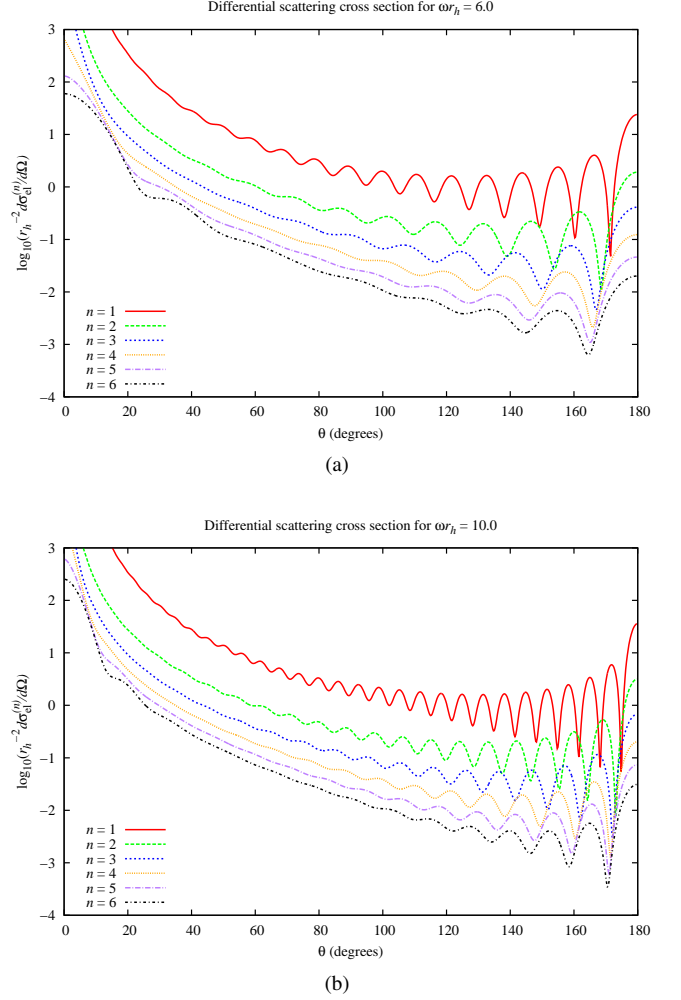 Differential scattering cross section for ωr_h = 6.0
3
2
1
0
−1
−2
−3
−4
log₁₀(r_h⁻² dσ_el⁽ⁿ⁾/dΩ)
n = 1
n = 2
n = 3
n = 4
n = 5
n = 6
0 20 40 60 80 100 120 140 160 180
θ (degrees)
(a)
Differential scattering cross section for ωr_h = 10.0
3
2
1
0
−1
−2
−3
−4
log₁₀(r_h⁻² dσ_el⁽ⁿ⁾/dΩ)
n = 1
n = 2
n = 3
n = 4
n = 5
n = 6
0 20 40 60 80 100 120 140 160 180
θ (degrees)
(b)